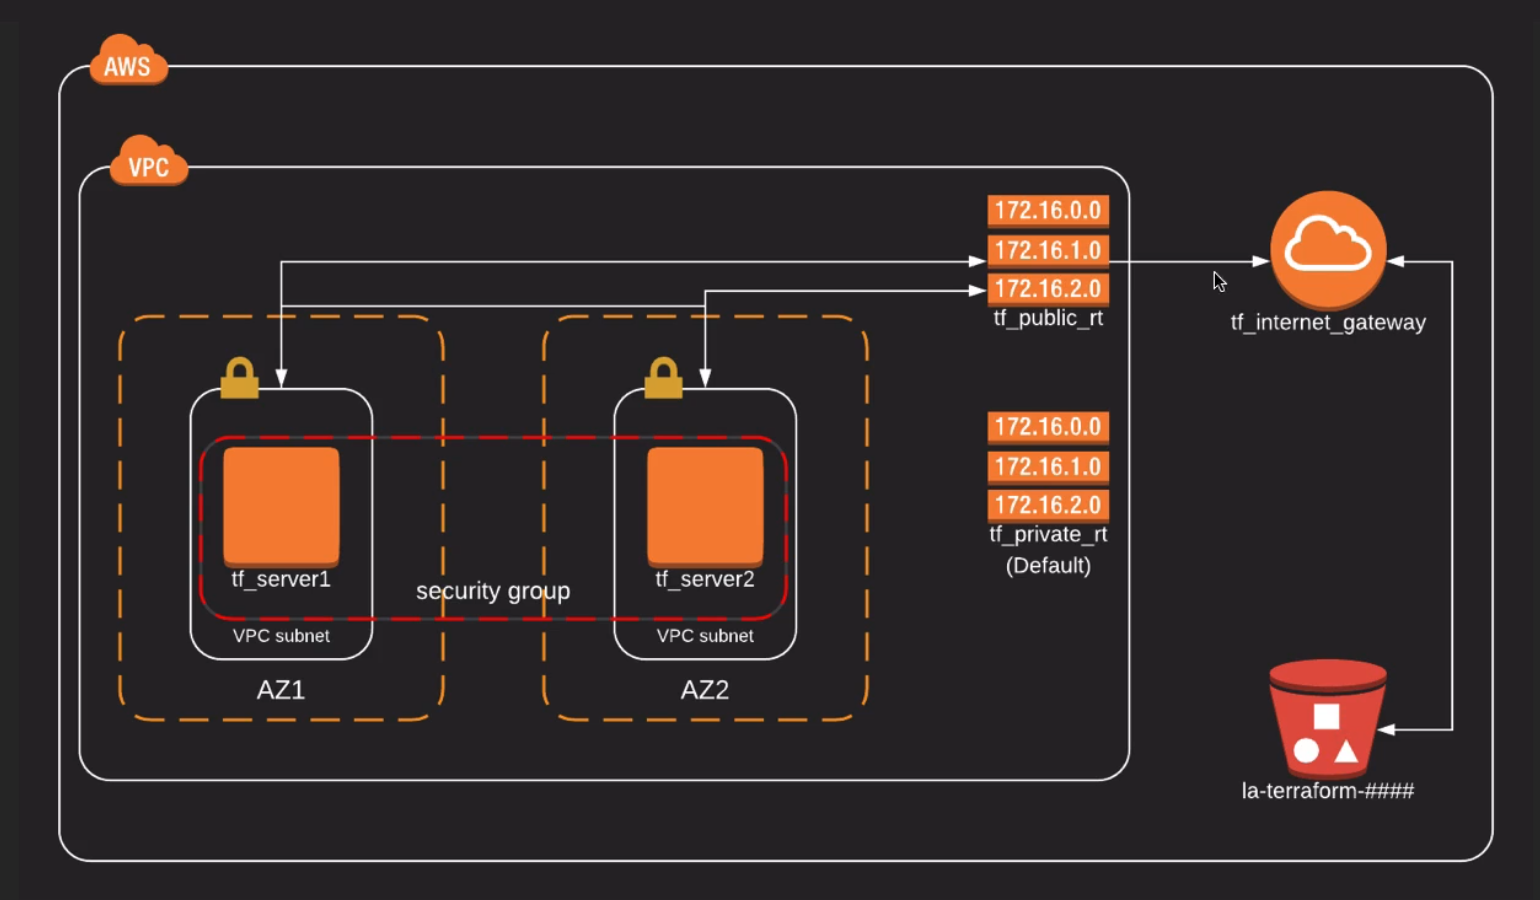 AWS
VPC
172.16.0.0
172.16.1.0
172.16.2.0
tf_public_rt
tf_internet_gateway
172.16.0.0
172.16.1.0
172.16.2.0
tf_private_rt
(Default)
tf_server1
security group
tf_server2
VPC subnet
VPC subnet
AZ1
AZ2
la-terraform-####